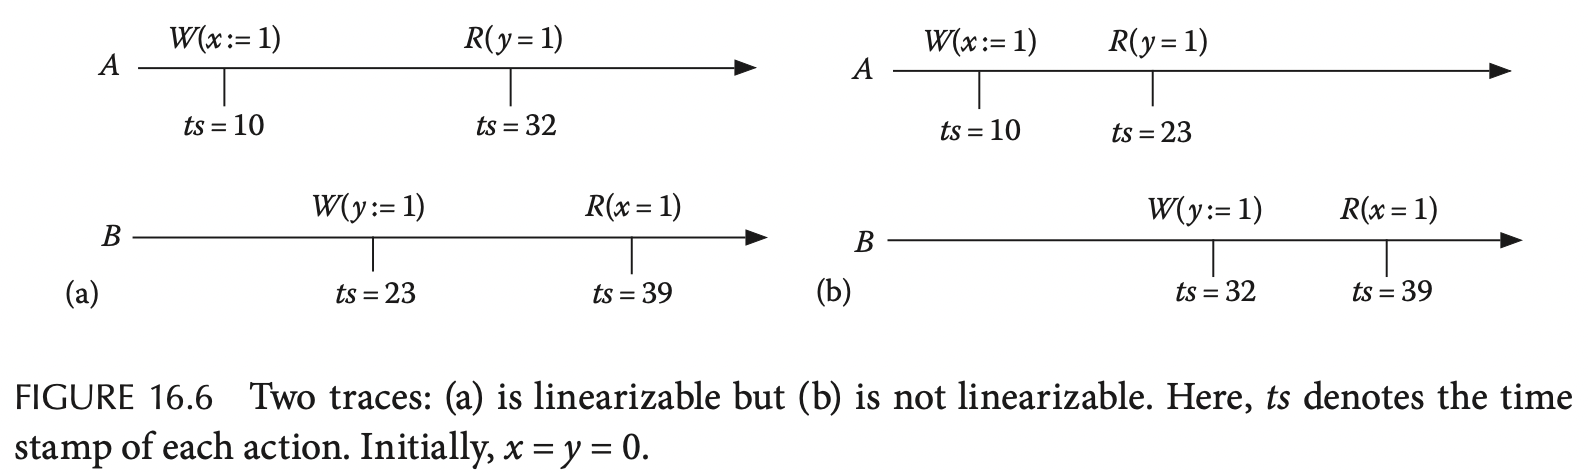 W(x := 1) R(y = 1)
A
ts = 10 ts = 32
W(y := 1) R(x = 1)
B
(a) ts = 23 ts = 39
W(x := 1) R(y = 1)
A
ts = 10 ts = 23
W(y := 1) R(x = 1)
B
(b) ts = 32 ts = 39
FIGURE 16.6 Two traces: (a) is linearizable but (b) is not linearizable. Here, ts denotes the time
stamp of each action. Initially, x = y = 0.